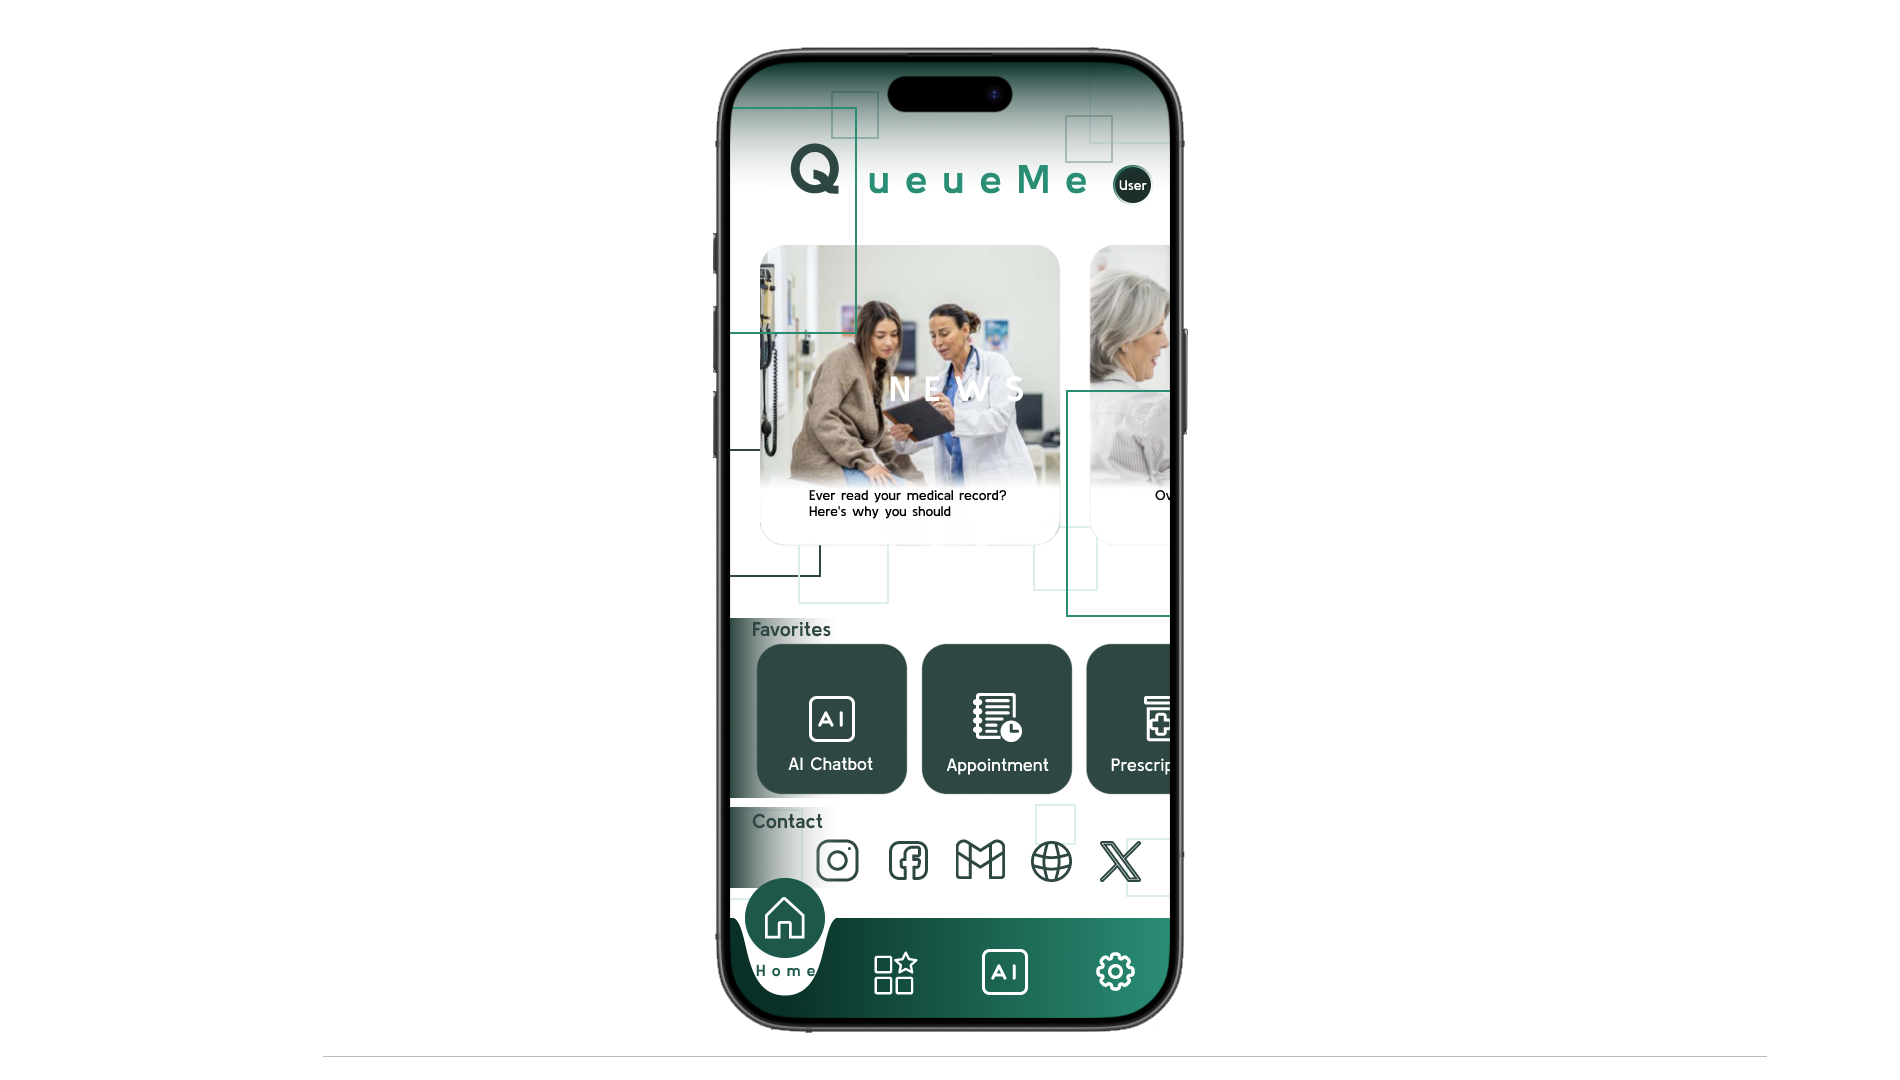 QueueMe
User
NEWS
Ever read your medical record?
Here's why you should
Favorites
AI
AI Chatbot
Appointment
Contact
Home
AI